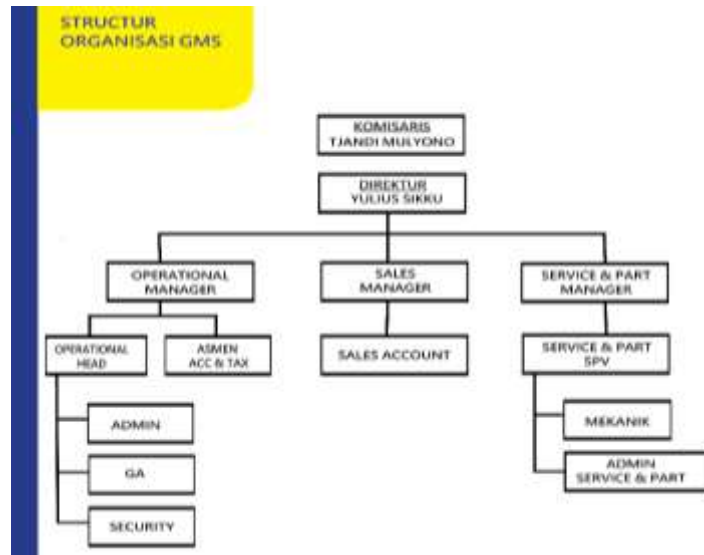 STRUCTUR
ORGANISASI GMS
KOMISARIS
TJANDI MULYONO
DIREKTUR
YULIUS SIKKU
OPERATIONAL
MANAGER
SALES
MANAGER
SERVICE & PART
MANAGER
OPERATIONAL
HEAD
ASMEN
ACC & TAX
SALES ACCOUNT
SERVICE & PART
SPV
ADMIN
MEKANIK
GA
ADMIN
SERVICE & PART
SECURITY